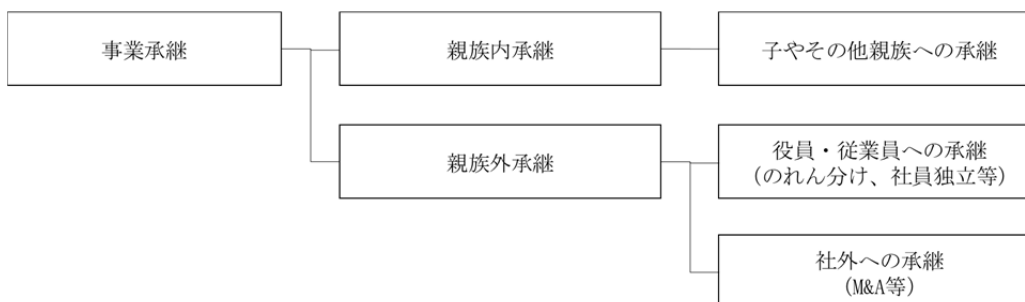 事業承継
親族内承継
子やその他親族への承継
親族外承継
役員・従業員への承継
(のれん分け、社員独立等)
社外への承継
(M&A等)